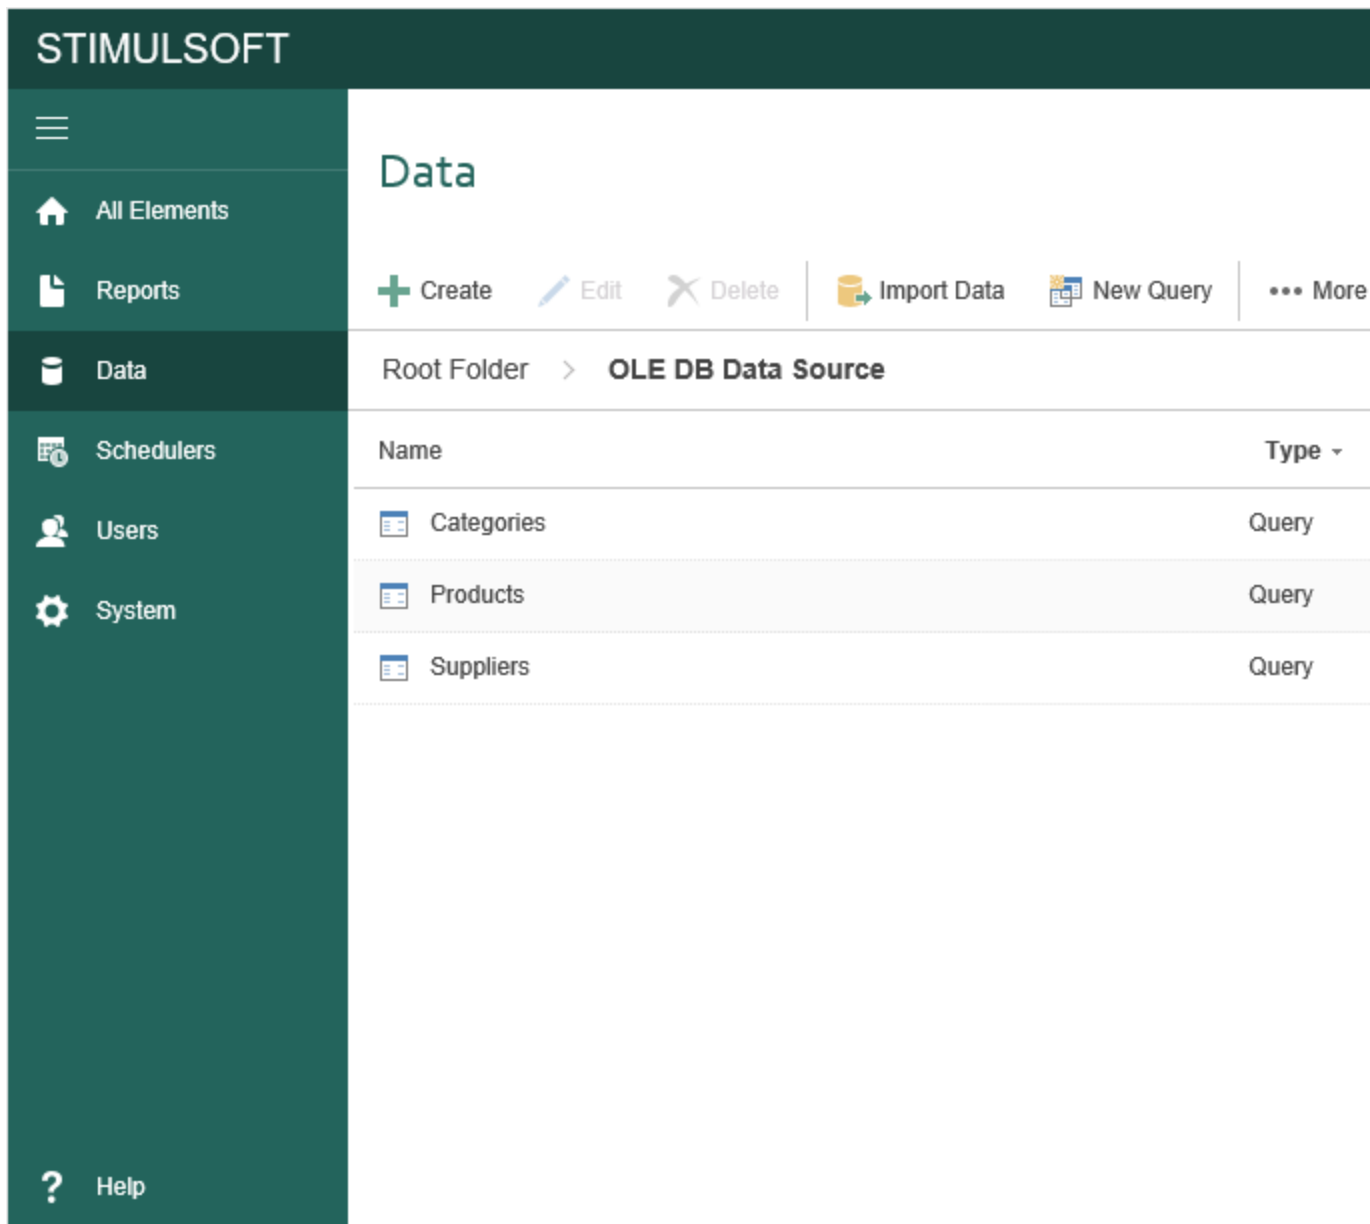 STIMULSOFT
All Elements
Reports
Data
Schedulers
Users
System
Help
Data
Create Edit Delete Import Data New Query ••• More
Root Folder > OLE DB Data Source
Name Type
Categories Query
Products Query
Suppliers Query